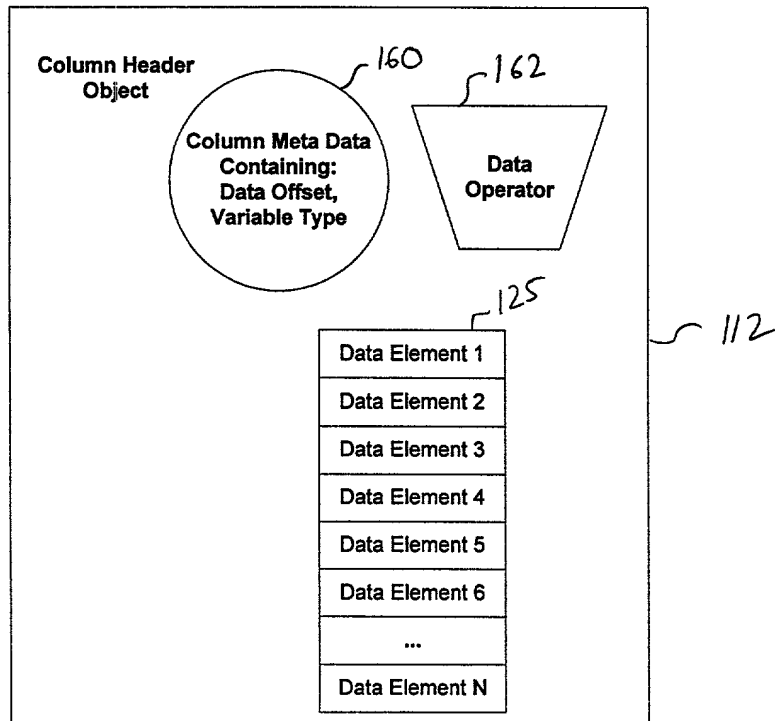 Column Header
Object
160
162
Column Meta Data
Containing:
Data Offset,
Variable Type
Data
Operator
125
112
Data Element 1
Data Element 2
Data Element 3
Data Element 4
Data Element 5
Data Element 6
...
Data Element N